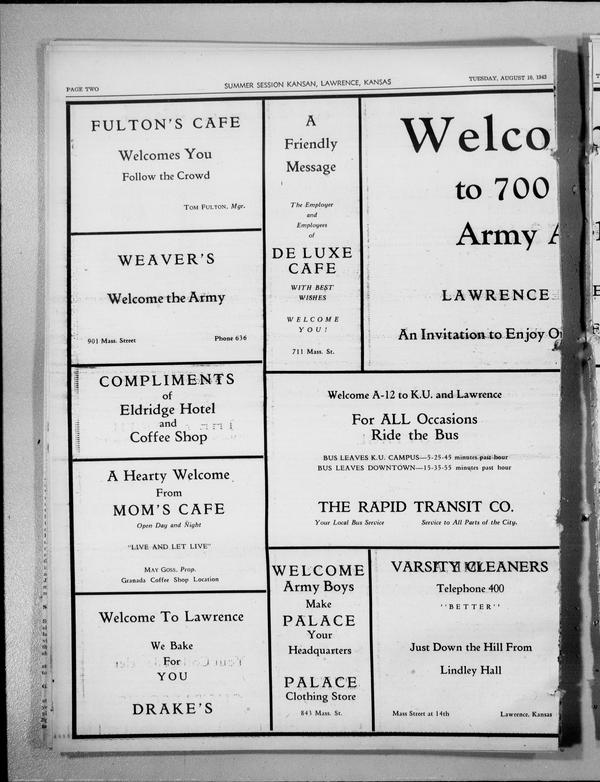 PAGE TWO
SUMMER SESSION KANSAN, LAWRENCE, KANSAS
TUESDAY, AUGUST 10, 1943
FULTON'S CAFE
Welcomes You
Follow the Crowd
TOM FULTON, Mgr.
WEAVER'S
Welcome the Army
901 Mass. Street
Phone 636
COMPLIMENTS
of
Eldridge Hotel
and
Coffee Shop
A Hearty Welcome
From
MOM'S CAFE
Open Day and Night
"LIVE AND LET LIVE"
MAY GOSS, Prop.
Granada Coffee Shop Location
Welcome To Lawrence
We Bake
For
YOU
DRAKE'S
A
Friendly
Message
The Employer
and
Employees
of
DE LUXE
CAFE
WITH BEST
WISHES
WELCOME
YOU!
711 Mass. St.
Welco
to 700
Army
LAWRENCE
An Invitation to Enjoy
Welcome A-12 to K.U. and Lawrence
For ALL Occasions
Ride the Bus
BUS LEAVES K.U. CAMPUS—5-25-45 minutes past hour
BUS LEAVES DOWNTOWN—15-35-55 minutes past hour
THE RAPID TRANSIT CO.
Your Local Bus Service
Service to All Parts of the City.
WELCOME
Army Boys
Make
PALACE
Your
Headquarters
PALACE
Clothing Store
843 Mass. St.
VARSITY CLEANERS
Telephone 400
"BETTER"
Just Down the Hill From
Lindley Hall
Mass Street at 14th
Lawrence, Kansas